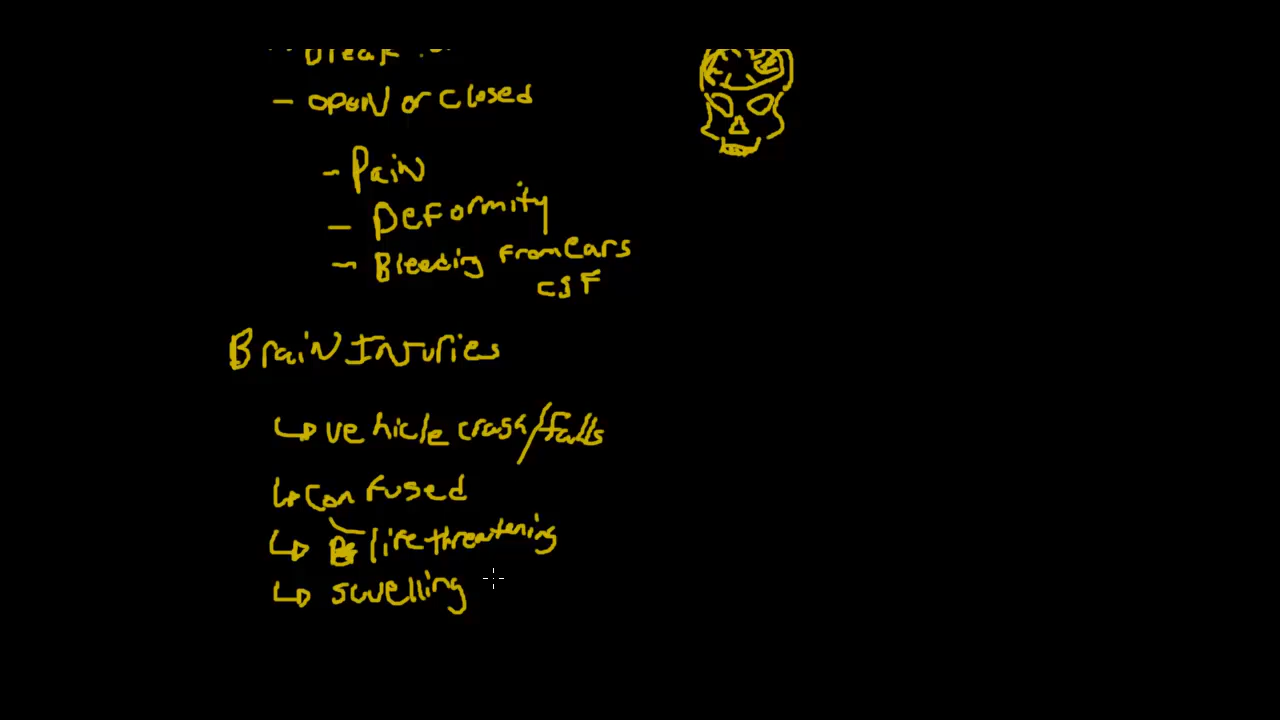 - open or closed
- Pain
- Deformity
- Bleeding from ears
CSF
Brain Injuries
↳ vehicle crash/falls
↳ confused
↳ life threatening
↳ swelling